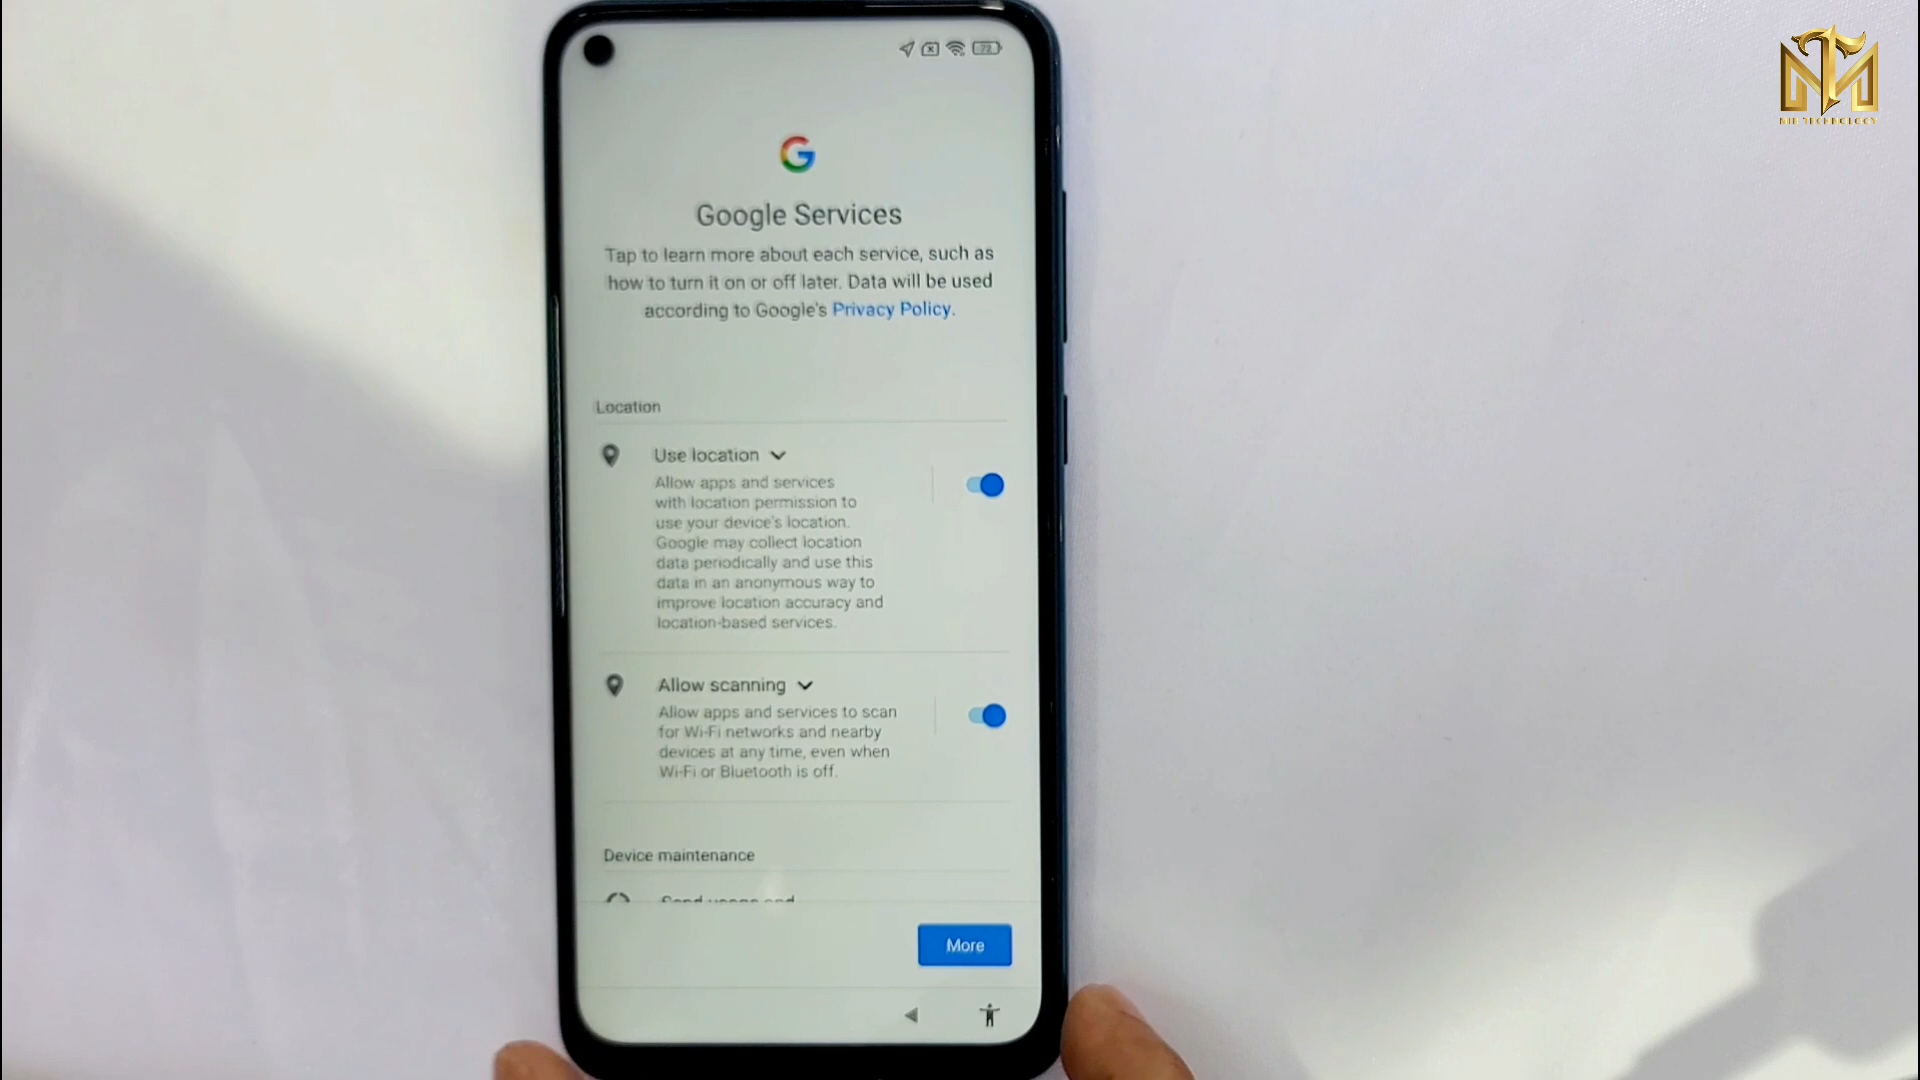 72
Google Services
Tap to learn more about each service, such as
how to turn it on or off later. Data will be used
according to Google's Privacy Policy.
Location
Use location
Allow apps and services
with location permission to
use your device's location.
Google may collect location
data periodically and use this
data in an anonymous way to
improve location accuracy and
location-based services.
Allow scanning
Allow apps and services to scan
for Wi-Fi networks and nearby
devices at any time, even when
Wi-Fi or Bluetooth is off.
Device maintenance
Send usage and
More